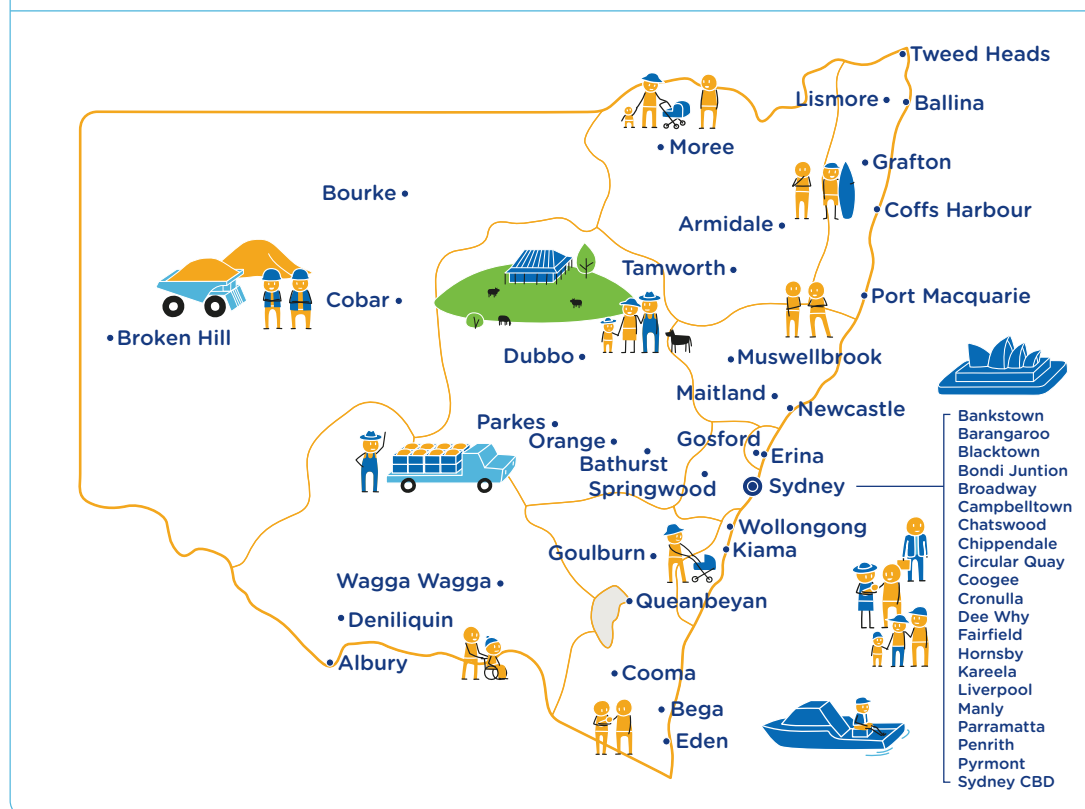 Tweed Heads
Lismore
Ballina
Moree
Grafton
Bourke
Coffs Harbour
Armidale
Tamworth
Port Macquarie
Cobar
Broken Hill
Dubbo
Muswellbrook
Maitland
Newcastle
Parkes
Orange
Gosford
Erina
Bathurst
Springwood
Sydney
Wollongong
Goulburn
Kiama
Wagga Wagga
Queanbeyan
Deniliquin
Albury
Cooma
Bega
Eden
Bankstown
Barangaroo
Blacktown
Bondi Juntion
Broadway
Campbelltown
Chatswood
Chippendale
Circular Quay
Coogee
Cronulla
Dee Why
Fairfield
Hornsby
Kareela
Liverpool
Manly
Parramatta
Penrith
Pyrmont
Sydney CBD